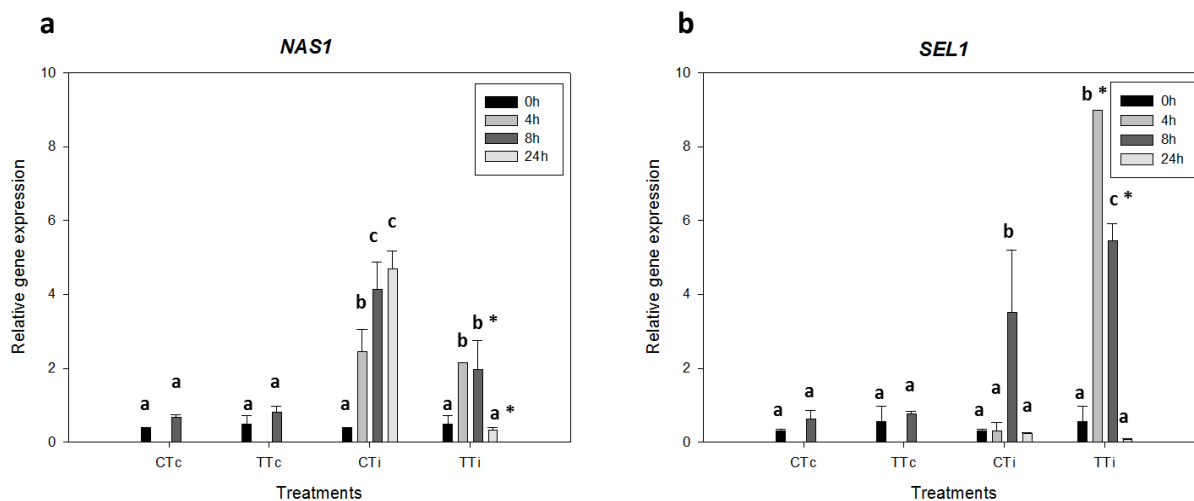 a
NAS1
10
8
6
4
2
0
Relative gene expression
0h
4h
8h
24h
a a
a a
a b c c
a b b * a *
CTc TTc CTi TTi
Treatments
b
SEL1
10
8
6
4
2
0
Relative gene expression
0h
4h
8h
24h
a a
a a
a a b a
a b * c * a
CTc TTc CTi TTi
Treatments